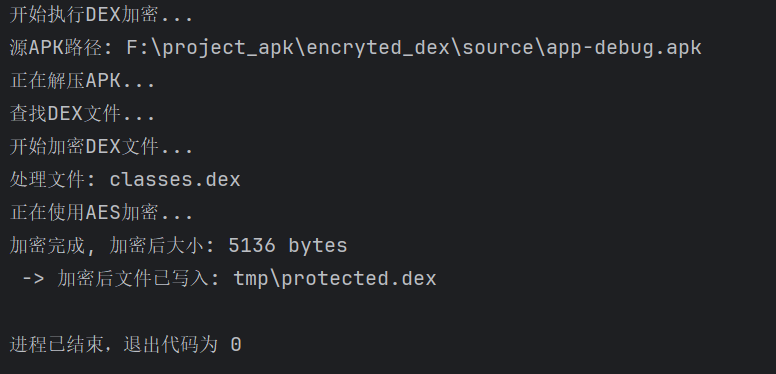 开始执行DEX加密...
源APK路径: F:\project_apk\encryted_dex\source\app-debug.apk
正在解压APK...
查找DEX文件...
开始加密DEX文件...
处理文件: classes.dex
正在使用AES加密...
加密完成, 加密后大小: 5136 bytes
 -> 加密后文件已写入: tmp\protected.dex
进程已结束，退出代码为 0